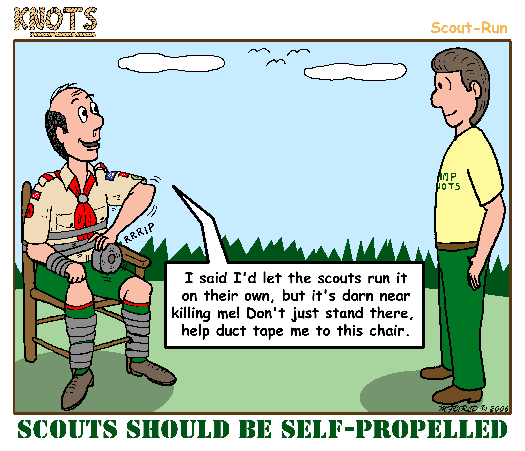 KNOTS
Scout-Run
RRRIP
MP
NOTS
I said I'd let the scouts run it
on their own, but it's darn near
killing me! Don't just stand there,
help duct tape me to this chair.
© 2006
SCOUTS SHOULD BE SELF-PROPELLED